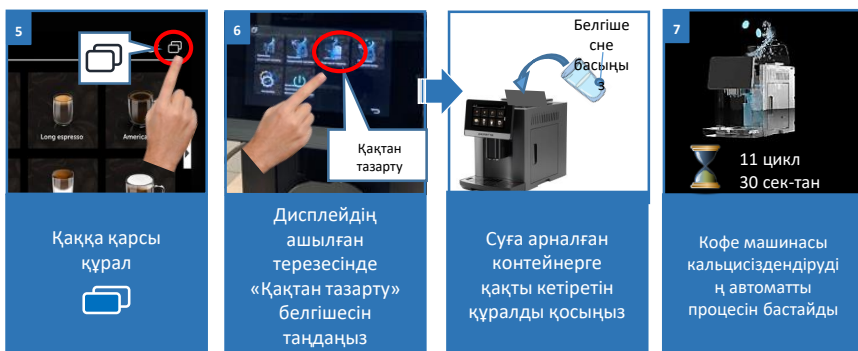 5
Long espresso
America
Қаққа қарсы
құрал
6
Қақтан
тазарту
Дисплейдің
ашылған
терезесінде
«Қақтан тазарту»
белгішесін
таңдаңыз
Белгіше
сне
басыңы
з
Суға арналған
контейнерге
қақты кетіретін
құралды қосыңыз
7
11 цикл
30 сек-тан
Кофе машинасы
кальцисіздендіруді
ң автоматты
процесін бастайды